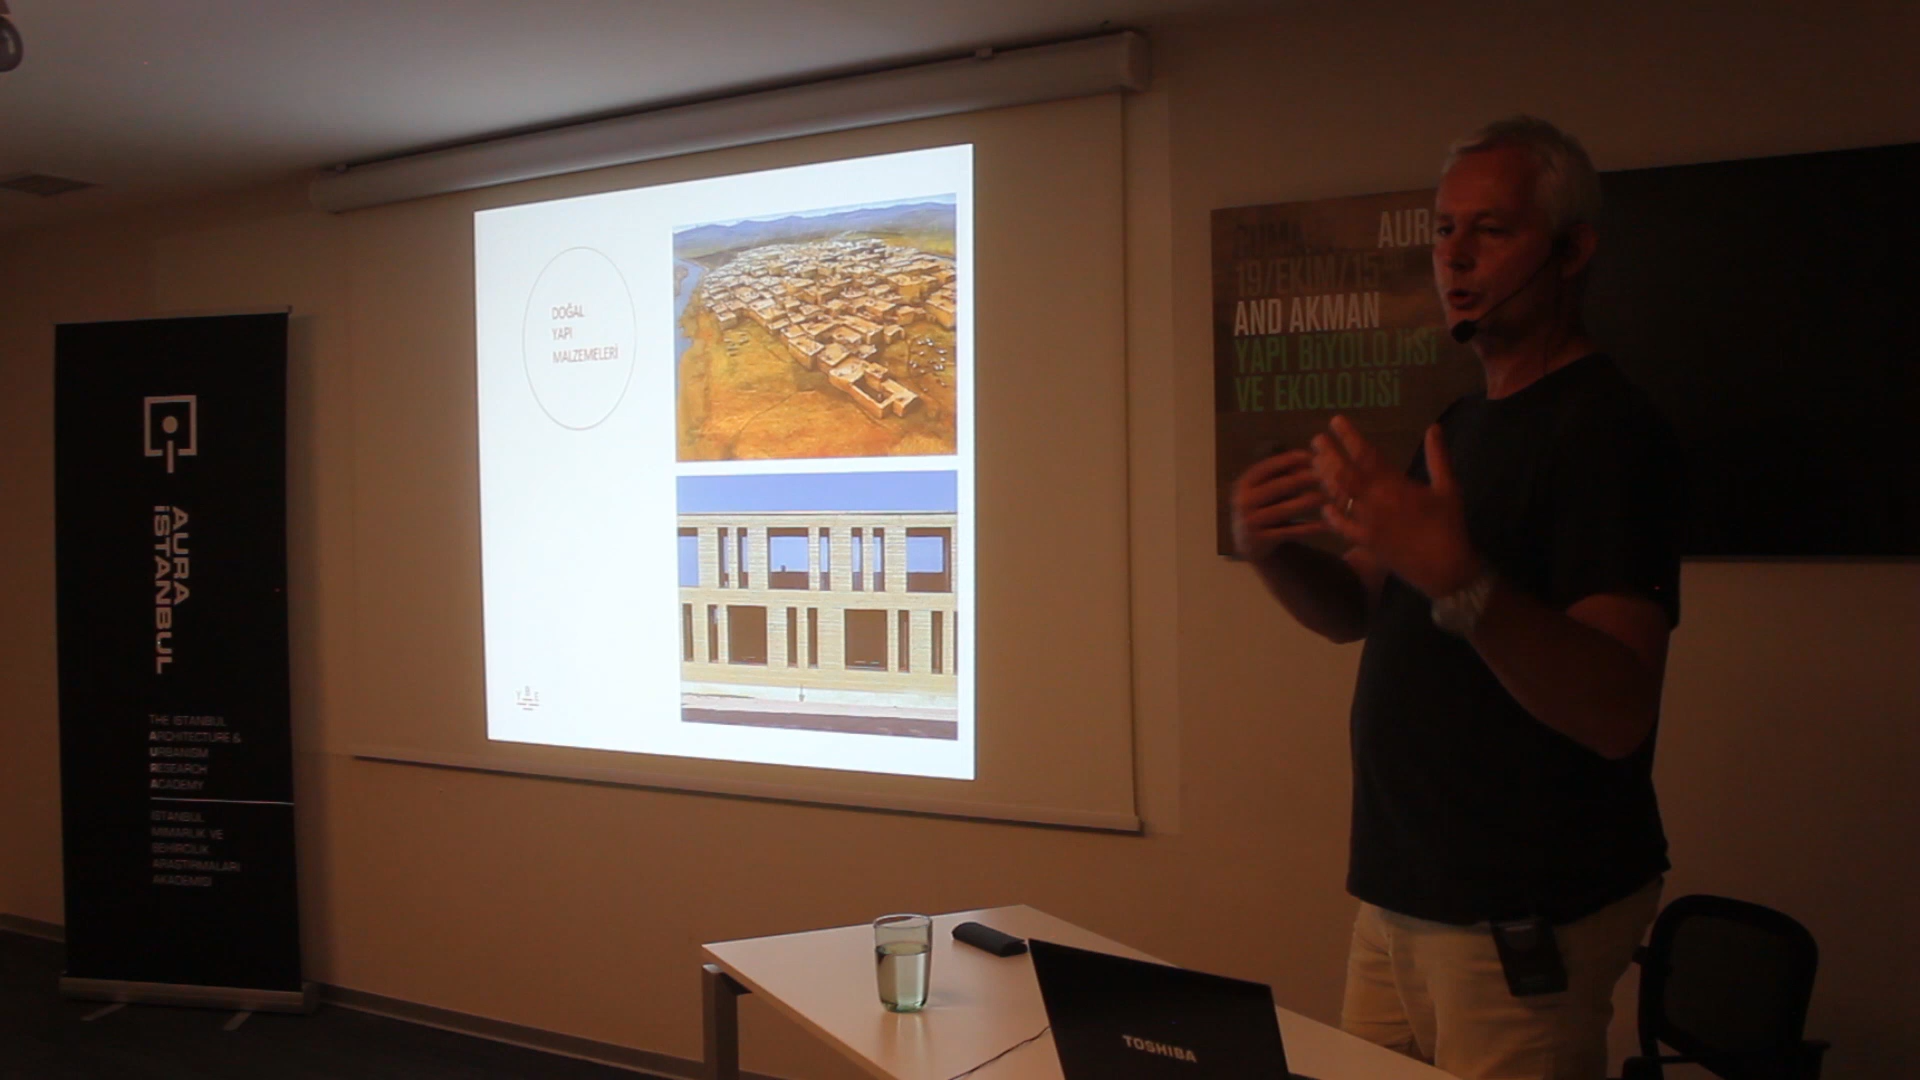 AURA
İSTANBUL
THE ISTANBUL
ARCHITECTURE &
URBANISM
RESEARCH
ACADEMY
İSTANBUL
MİMARLIK VE
ŞEHİRCİLİK
ARAŞTIRMALARI
AKADEMİSİ
DOĞAL
YAPI
MALZEMELERİ
Y B E
CUMA
AURA
19/EKİM/15
AND AKMAN
YAPI BİYOLOJİSİ
VE EKOLOJİSİ
TOSHIBA